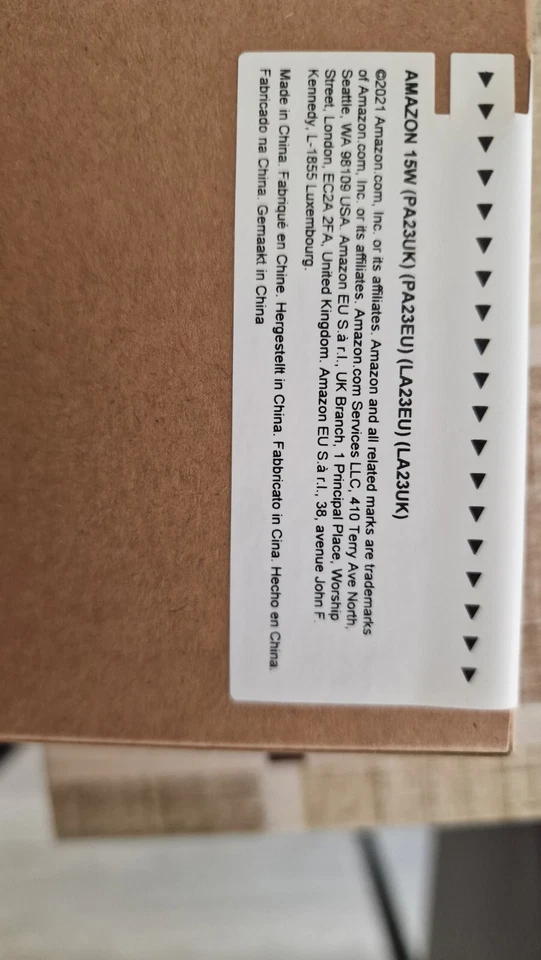 AMAZON 15W (PA23UK) (PA23EU) (LA23EU) (LA23UK)
©2021 Amazon.com, Inc. or its affiliates. Amazon and all related marks are trademarks
of Amazon.com, Inc. or its affiliates. Amazon.com Services LLC, 410 Terry Ave North,
Seattle, WA 98109 USA. Amazon EU S.à r.l., UK Branch, 1 Principal Place, Worship
Street, London, EC2A 2FA, United Kingdom. Amazon EU S.à r.l., 38, avenue John F.
Kennedy, L-1855 Luxembourg.
Made in China. Fabriqué en Chine. Hergestellt in China. Fabbricato in Cina. Hecho en China.
Fabricado na China. Gemaakt in China